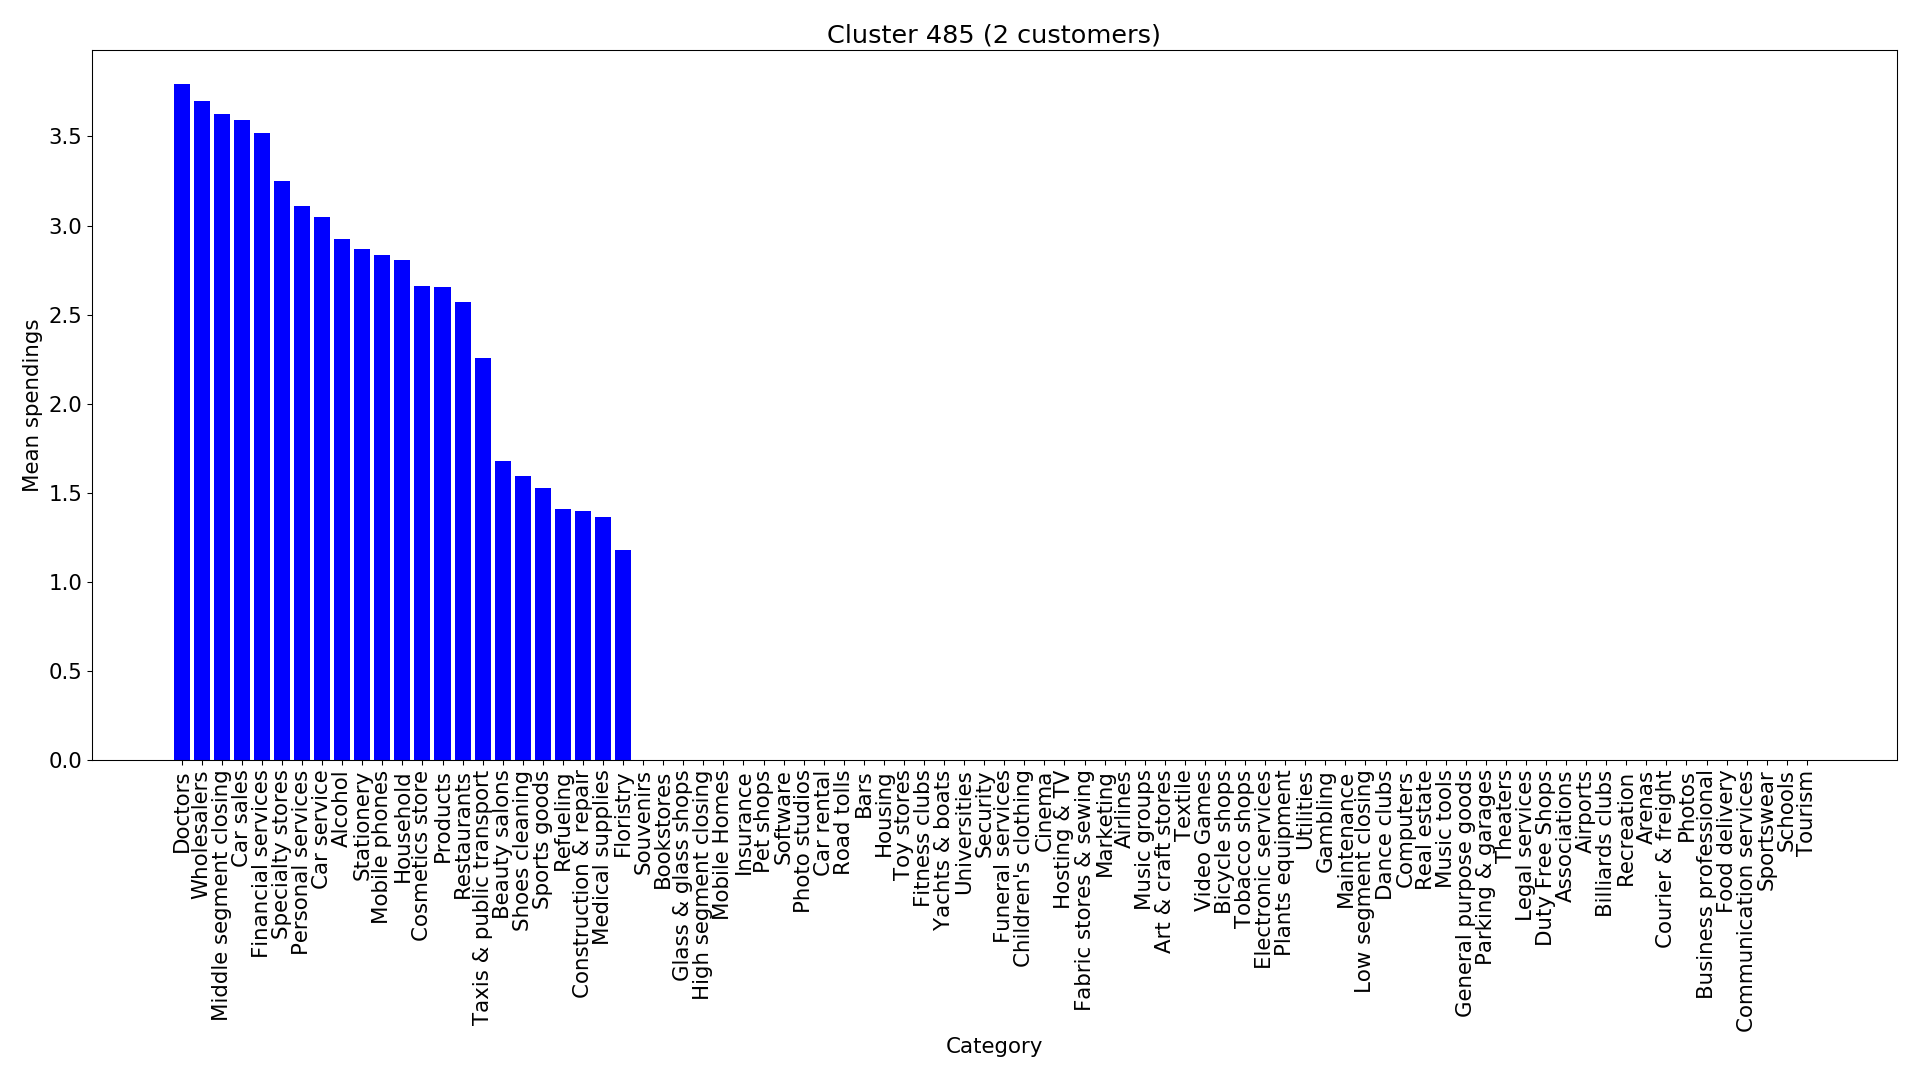 Cluster 485 (2 customers)
Mean spendings
3.5
3.0
2.5
2.0
1.5
1.0
0.5
0.0
Doctors
Wholesalers
Middle segment closing
Car sales
Financial services
Specialty stores
Personal services
Car service
Alcohol
Stationery
Mobile phones
Household
Cosmetics store
Products
Restaurants
Taxis & public transport
Beauty salons
Shoes cleaning
Sports goods
Refueling
Construction & repair
Medical supplies
Floristry
Souvenirs
Bookstores
Glass & glass shops
High segment closing
Mobile Homes
Insurance
Pet shops
Software
Photo studios
Car rental
Road tolls
Bars
Housing
Toy stores
Fitness clubs
Yachts & boats
Universities
Security
Funeral services
Children's clothing
Cinema
Hosting & TV
Fabric stores & sewing
Marketing
Airlines
Music groups
Art & craft stores
Textile
Video Games
Bicycle shops
Tobacco shops
Electronic services
Plants equipment
Utilities
Gambling
Maintenance
Low segment closing
Dance clubs
Computers
Real estate
Music tools
General purpose goods
Parking & garages
Theaters
Legal services
Duty Free Shops
Associations
Airports
Billiards clubs
Recreation
Arenas
Courier & freight
Photos
Business professional
Food delivery
Communication services
Sportswear
Schools
Tourism
Category